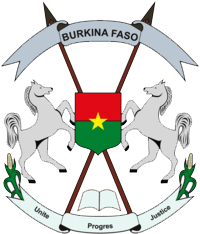 BURKINA FASO
Unite Progres Justice